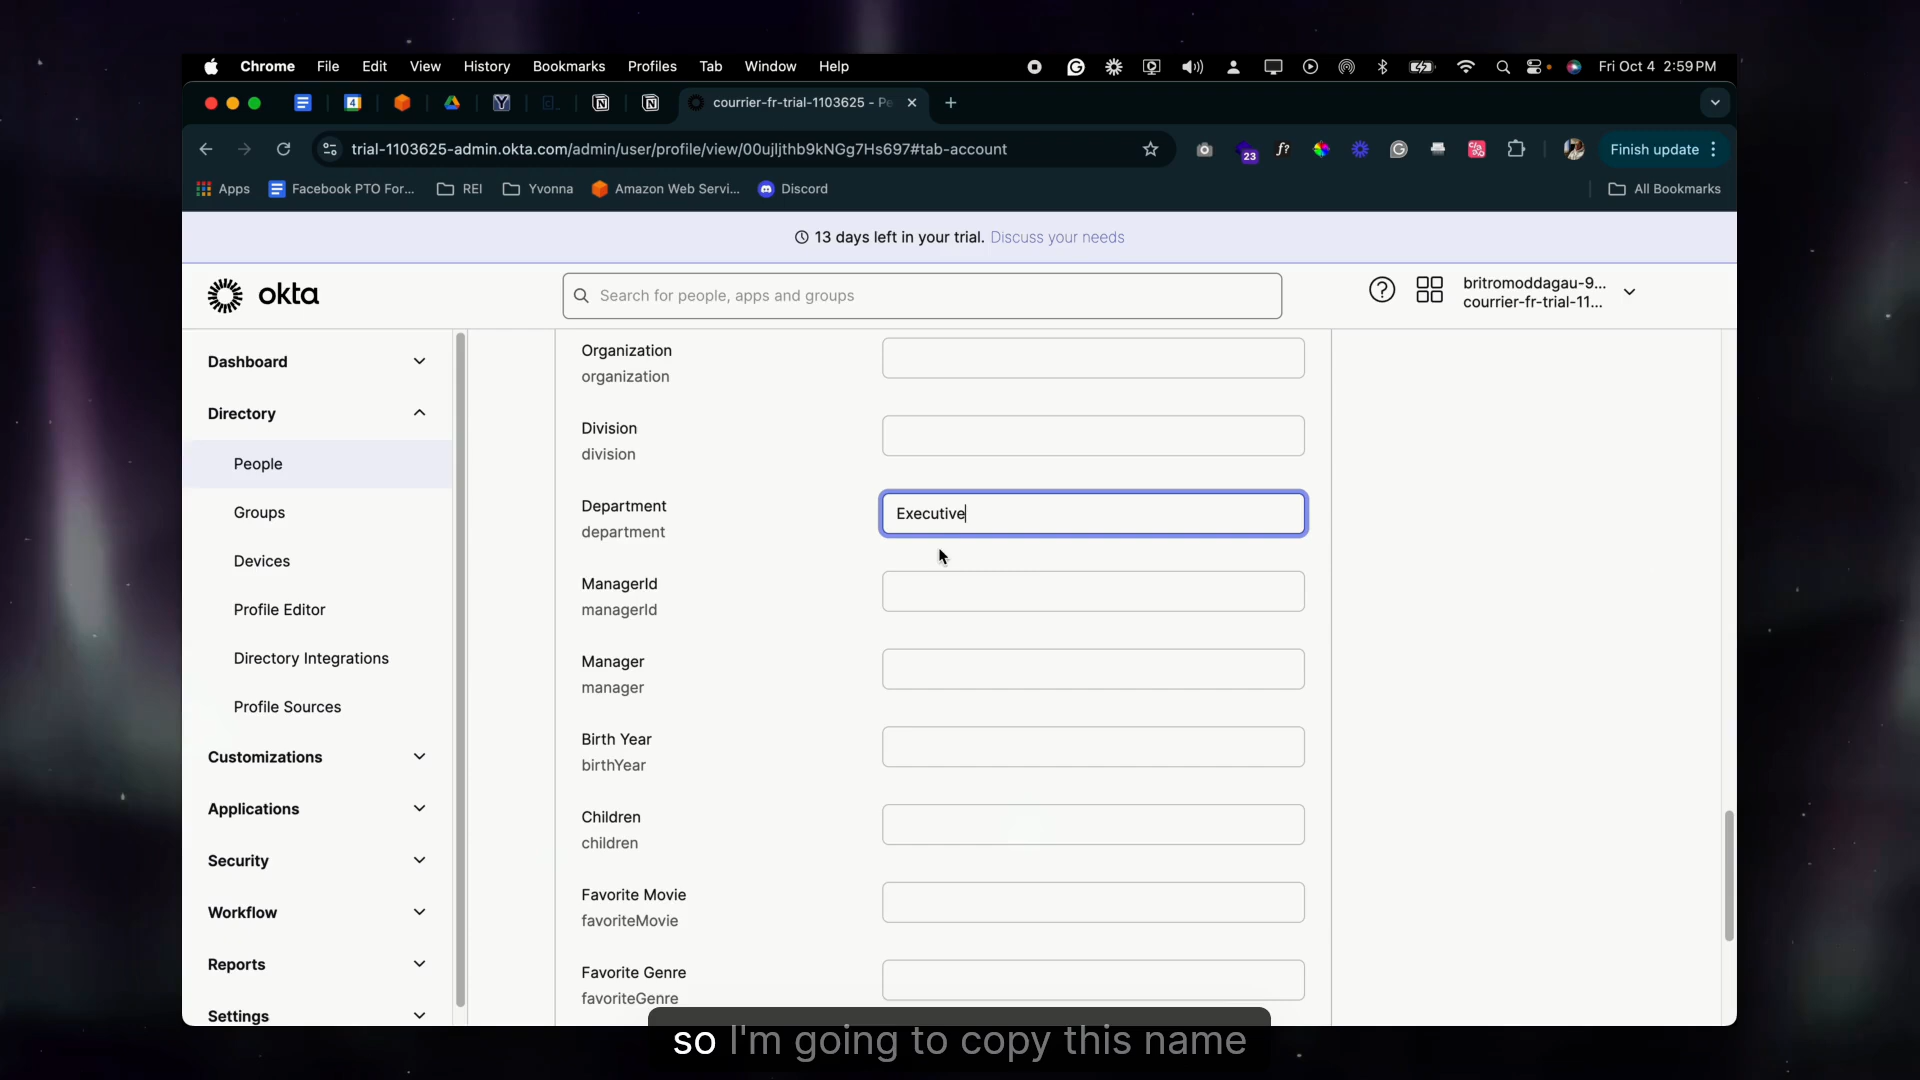 Chrome File Edit View History Bookmarks Profiles Tab Window Help Fri Oct 4 2:59 PM
4 courrier-fr-trial-1103625 - Pe
trial-1103625-admin.okta.com/admin/user/profile/view/00ujljthb9kNGg7Hs697#tab-account 23 f? Finish update
Apps Facebook PTO For... REI Yvonna Amazon Web Servi... Discord All Bookmarks
13 days left in your trial. Discuss your needs
okta
Search for people, apps and groups
britromoddagau-9...
courrier-fr-trial-11...
Dashboard
Directory
People
Groups
Devices
Profile Editor
Directory Integrations
Profile Sources
Customizations
Applications
Security
Workflow
Reports
Settings
Organization
organization
Division
division
Department
department
Executive
ManagerId
managerId
Manager
manager
Birth Year
birthYear
Children
children
Favorite Movie
favoriteMovie
Favorite Genre
favoriteGenre
so I'm going to copy this name